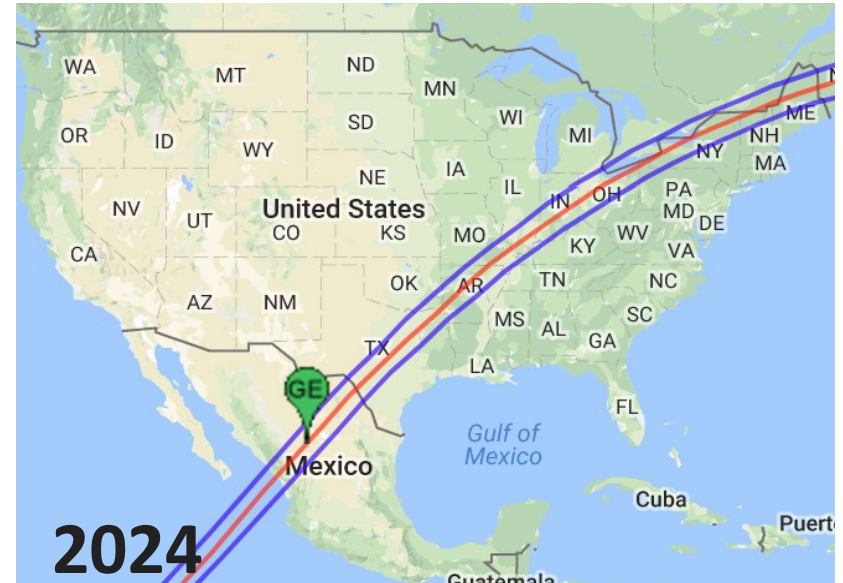 WA
MT
ND
MN
OR
ID
SD
WI
MI
ME
WY
NH
NY
MA
NE
IA
IL
IN
OH
PA
NV
UT
United States
MD
DE
CO
KS
MO
KY
WV
VA
CA
OK
AR
TN
NC
AZ
NM
MS
AL
SC
GA
TX
LA
GE
FL
Gulf of
Mexico
Mexico
Cuba
2024
Puert
Guatemala